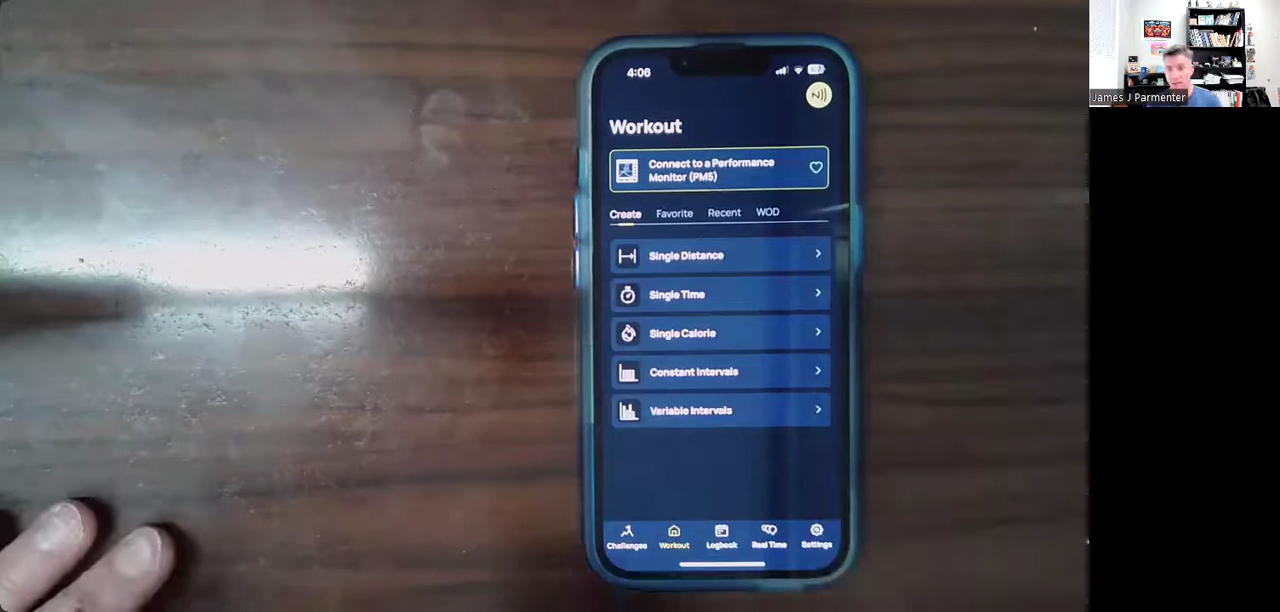 4:06
Workout
Connect to a Performance
Monitor (PM5)
Create Favorite Recent WOD
Single Distance
Single Time
Single Calorie
Constant Intervals
Variable Intervals
Challenges Workout Logbook Real Time Settings
James J Parmenter